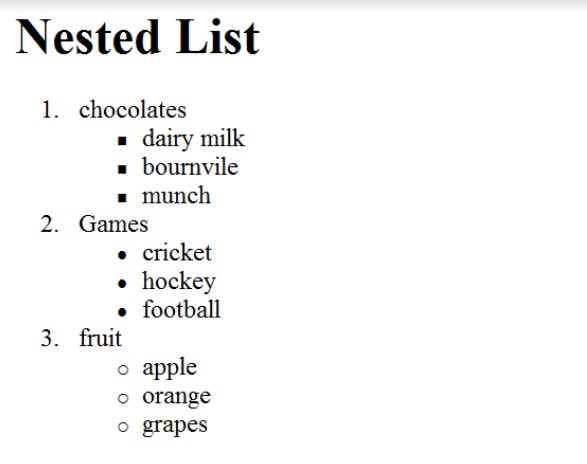 Nested List
1. chocolates
▪ dairy milk
▪ bournvile
▪ munch
2. Games
• cricket
• hockey
• football
3. fruit
○ apple
○ orange
○ grapes